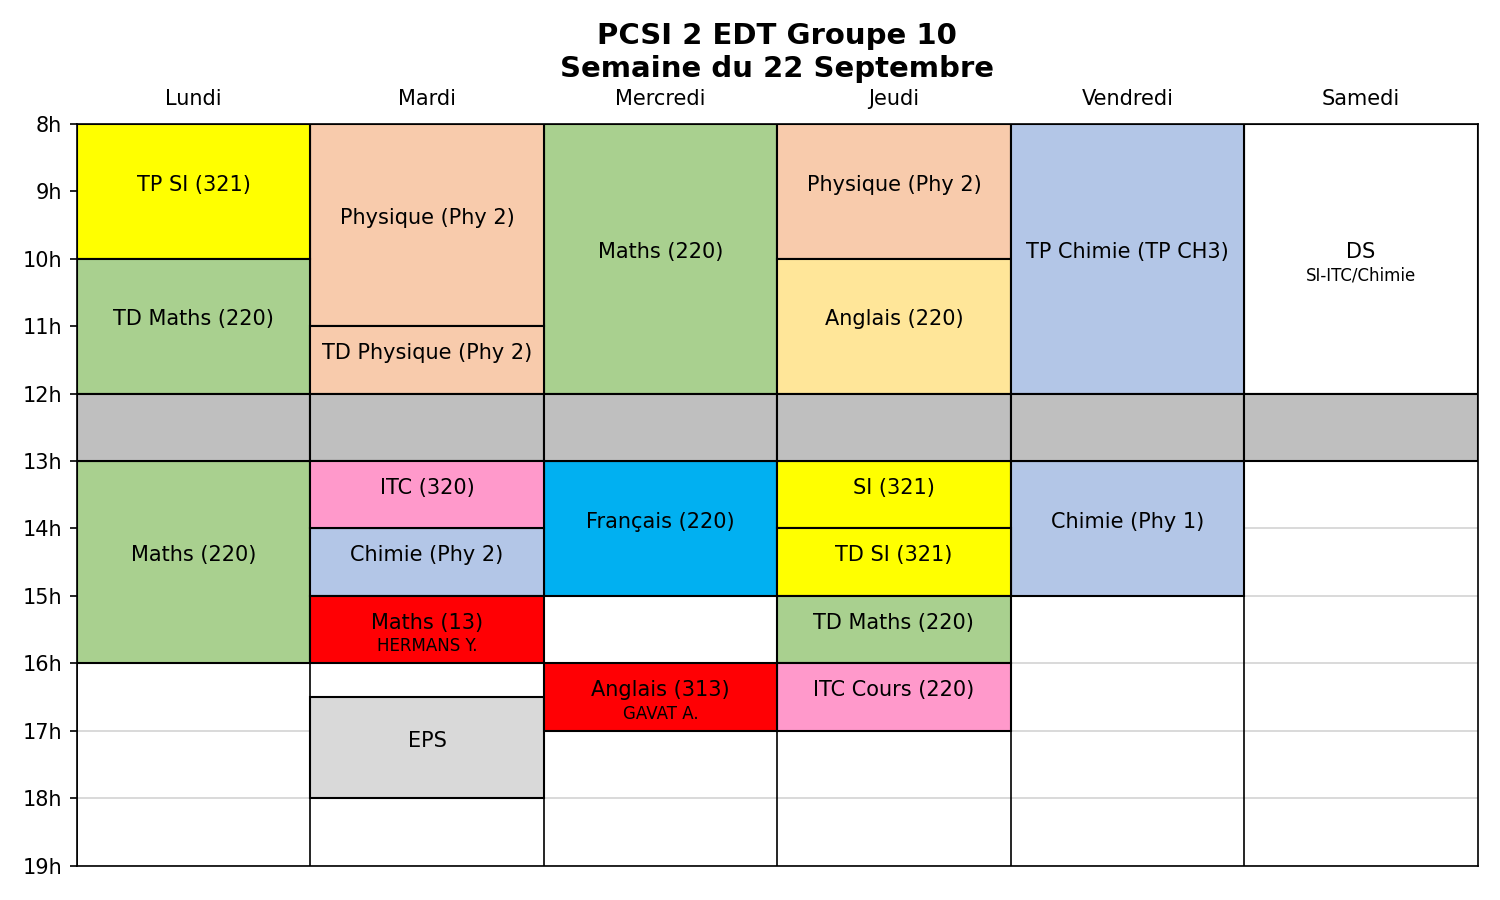 PCSI 2 EDT Groupe 10
Semaine du 22 Septembre
Lundi Mardi Mercredi Jeudi Vendredi Samedi
8h
TP SI (321)
Physique (Phy 2)
9h
Physique (Phy 2)
Maths (220)
TP Chimie (TP CH3)
DS
10h
SI-ITC/Chimie
TD Maths (220)
Anglais (220)
11h
TD Physique (Phy 2)
12h
13h
ITC (320)
SI (321)
Français (220)
Chimie (Phy 1)
14h
Maths (220)
Chimie (Phy 2)
TD SI (321)
15h
Maths (13)
HERMANS Y.
TD Maths (220)
16h
Anglais (313)
GAVAT A.
ITC Cours (220)
17h
EPS
18h
19h